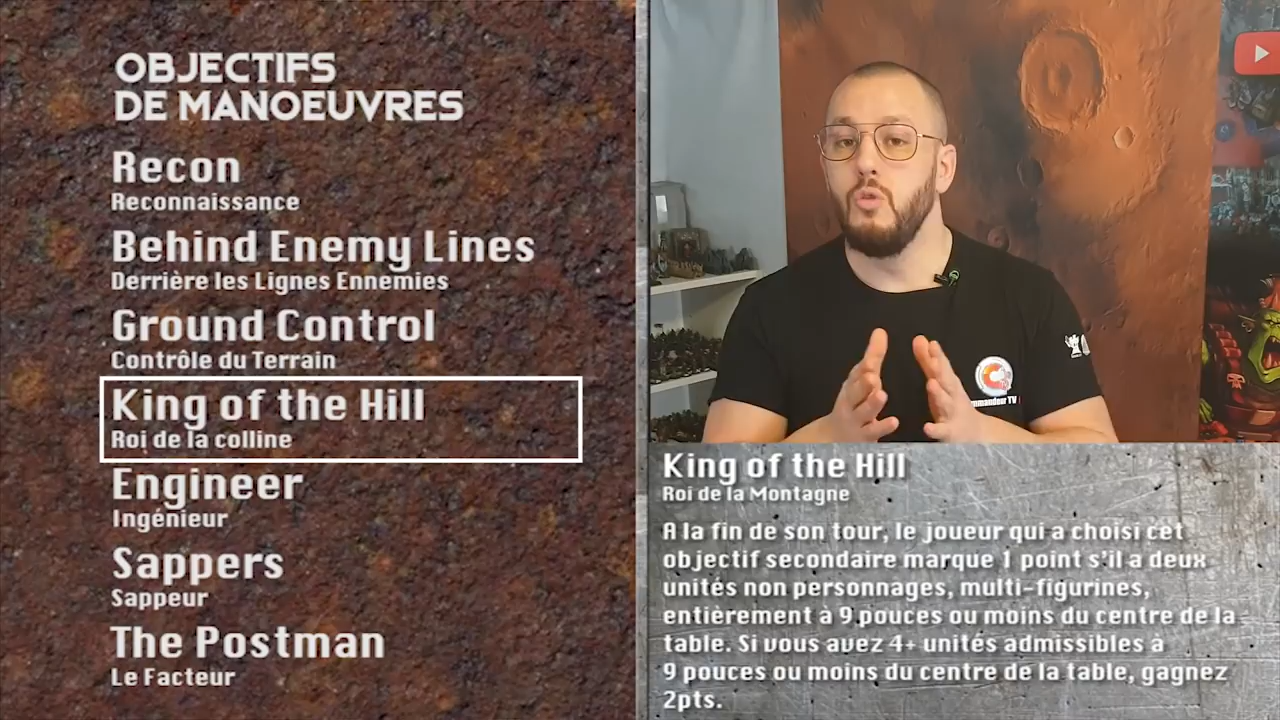 OBJECTIFS
DE MANOEUVRES
Recon
Reconnaissance
Behind Enemy Lines
Derrière les Lignes Ennemies
Ground Control
Contrôle du Terrain
King of the Hill
Roi de la colline
Engineer
Ingénieur
Sappers
Sappeur
The Postman
Le Facteur
mmandeur TV
King of the Hill
Roi de la Montagne
A la fin de son tour, le joueur qui a choisi cet
objectif secondaire marque 1 point s'il a deux
unités non personnages, multi-figurines,
entièrement à 9 pouces ou moins du centre de la
table. Si vous avez 4+ unités admissibles à
9 pouces ou moins du centre de la table, gagnez
2pts.